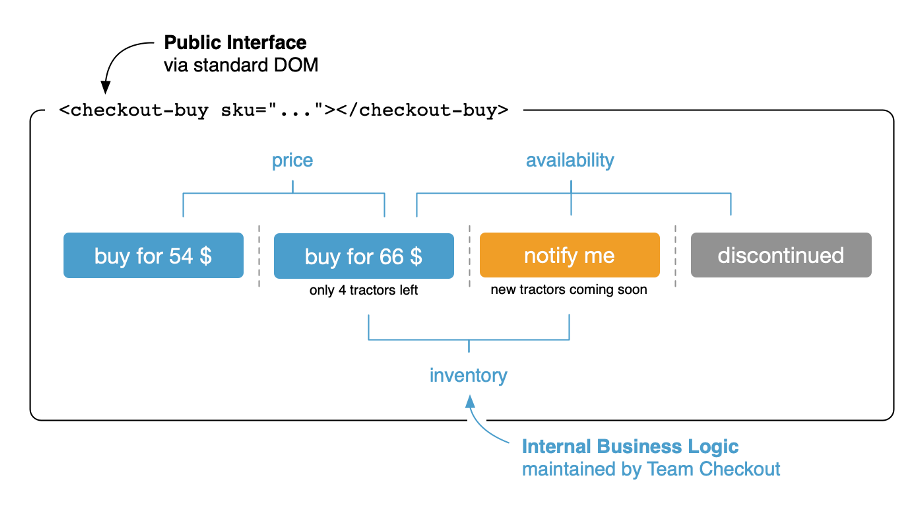 Public Interface
via standard DOM
<checkout-buy sku="..."></checkout-buy>
price
availability
buy for 54 $
buy for 66 $
notify me
discontinued
only 4 tractors left
new tractors coming soon
inventory
Internal Business Logic
maintained by Team Checkout